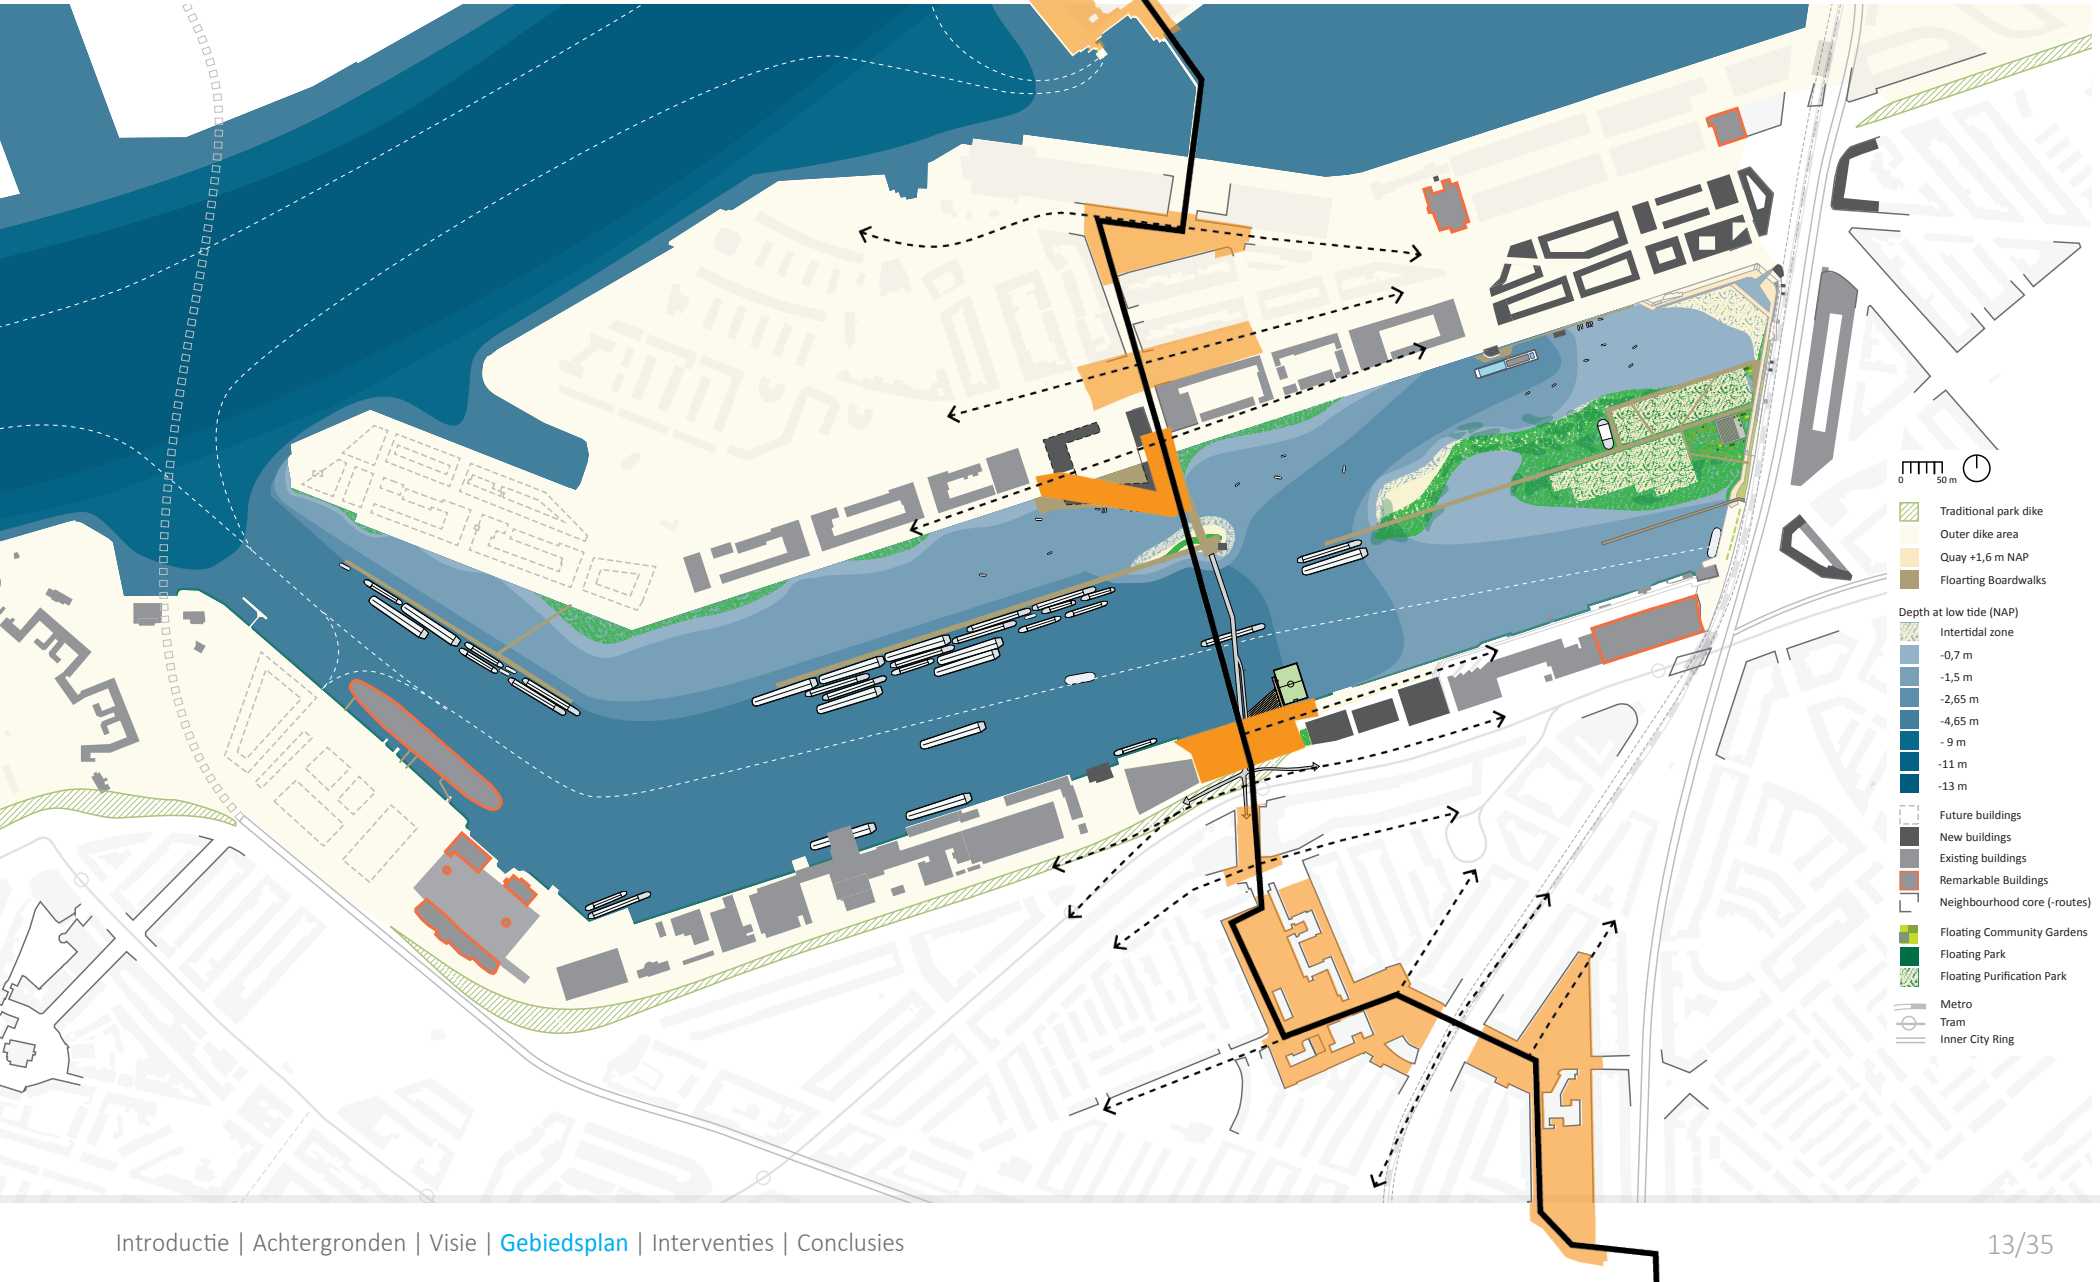 0 50 m
Traditional park dike
Outer dike area
Quay +1,6 m NAP
Floarting Boardwalks
Depth at low tide (NAP)
Intertidal zone
-0,7 m
-1,5 m
-2,65 m
-4,65 m
- 9 m
-11 m
-13 m
Future buildings
New buildings
Existing buildings
Remarkable Buildings
Neighbourhood core (-routes)
Floating Community Gardens
Floating Park
Floating Purification Park
Metro
Tram
Inner City Ring
Introductie | Achtergronden | Visie | Gebiedsplan | Interventies | Conclusies
13/35